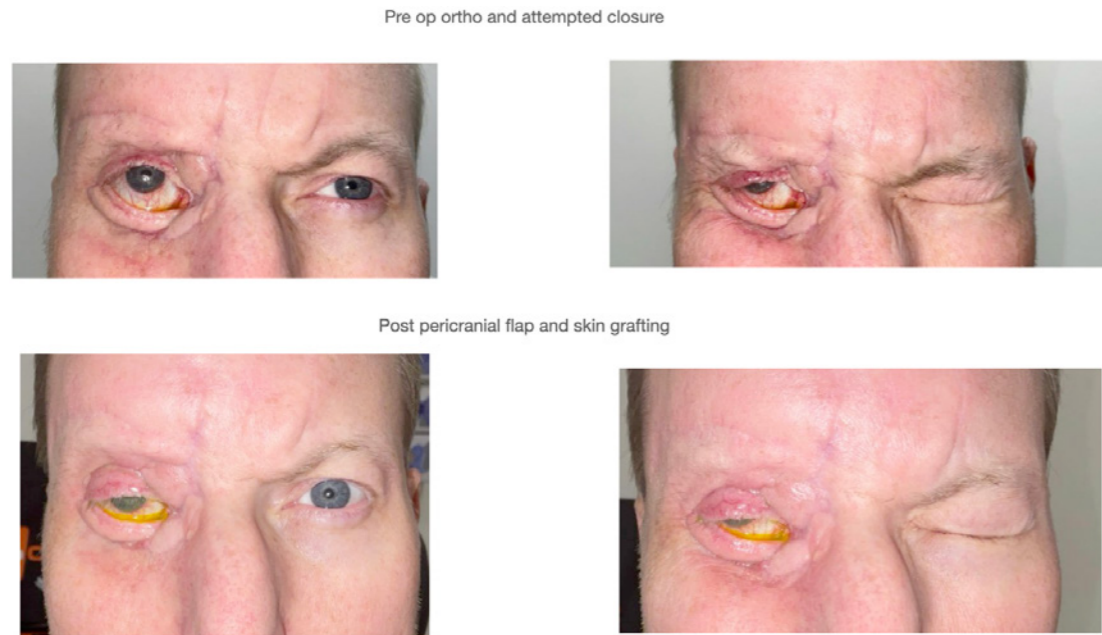 Pre op ortho and attempted closure
Post pericranial flap and skin grafting